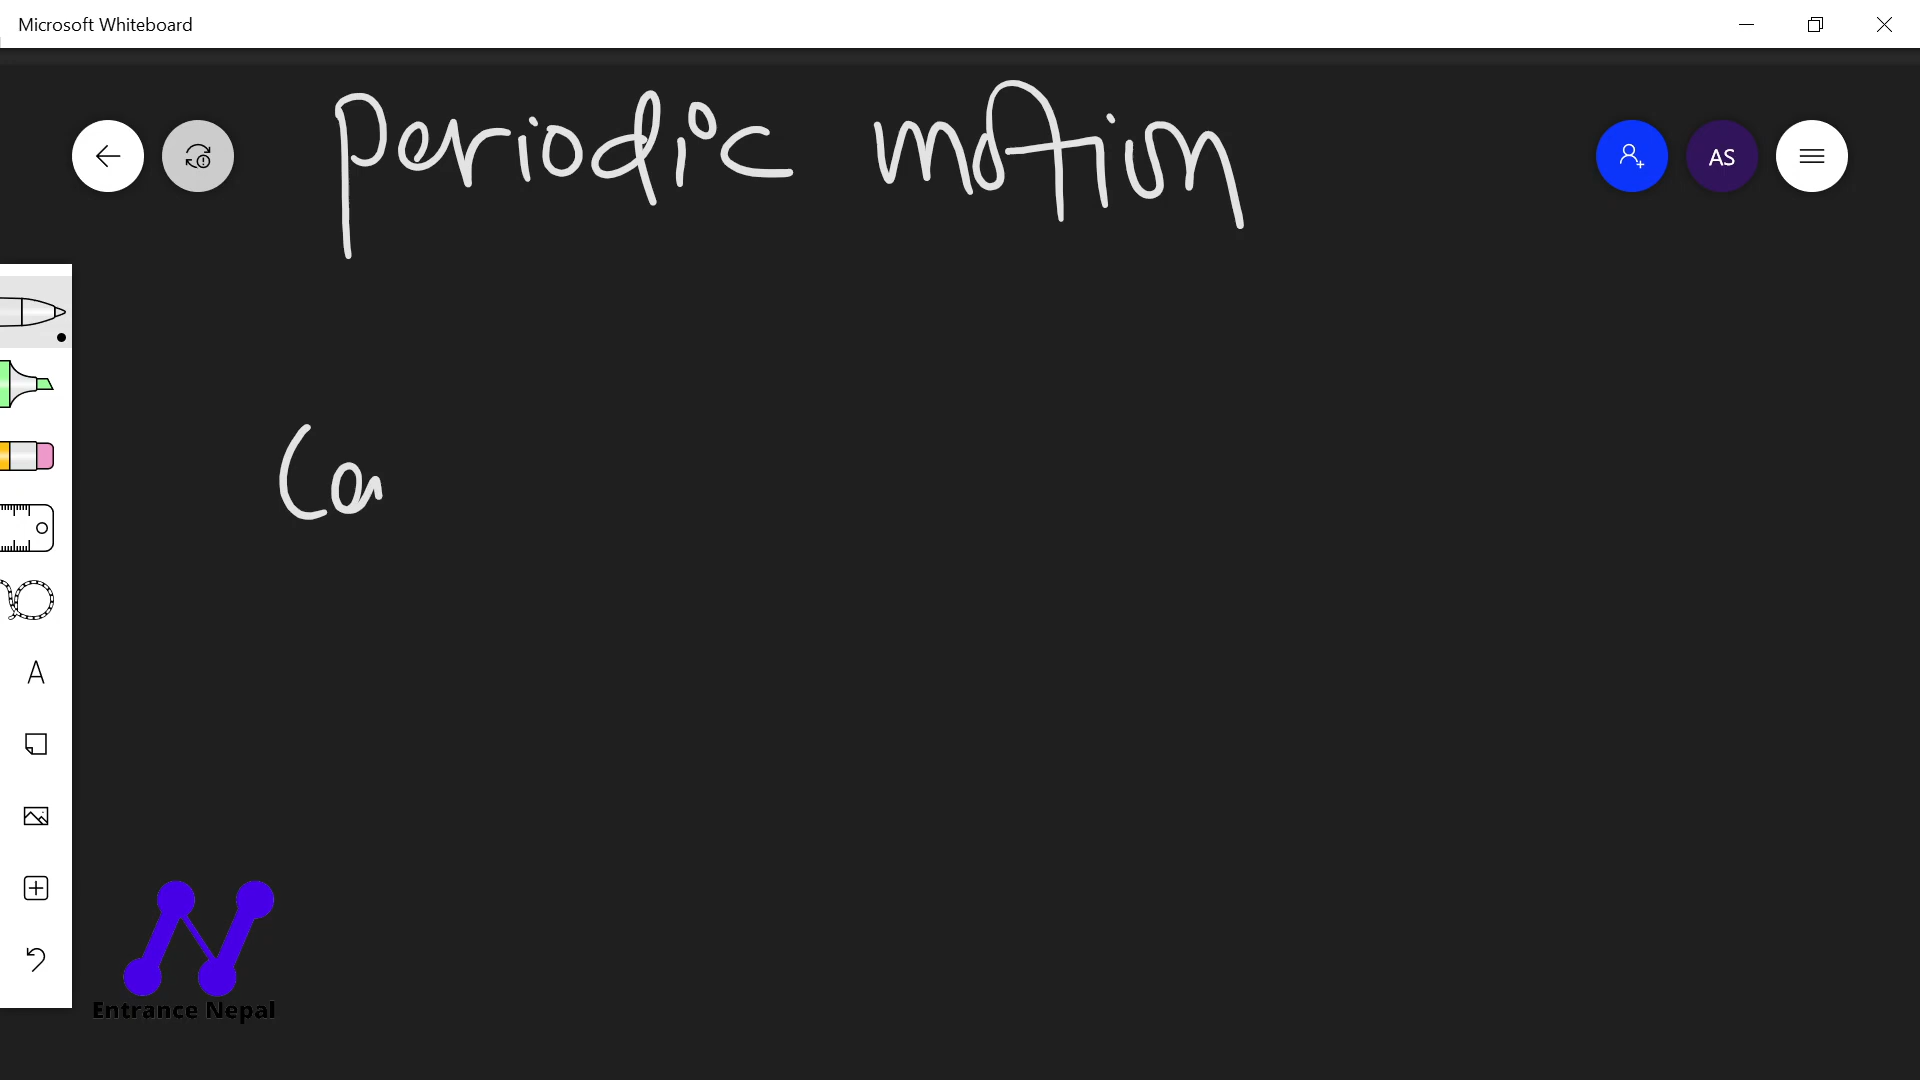 Microsoft Whiteboard
periodic motion
AS
Ca
A
Entrance Nepal